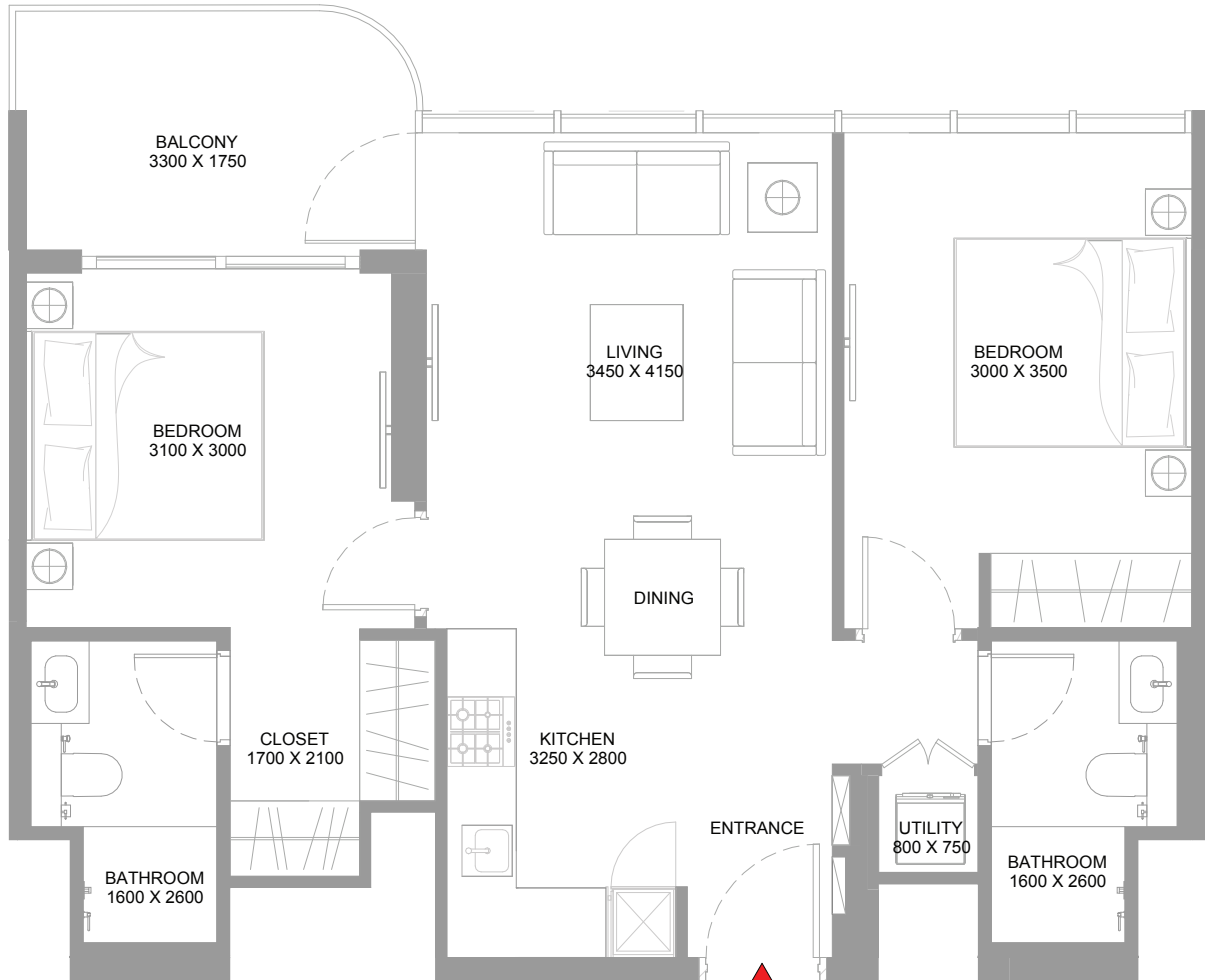 BALCONY
3300 X 1750
LIVING
3450 X 4150
BEDROOM
3000 X 3500
BEDROOM
3100 X 3000
DINING
CLOSET
1700 X 2100
KITCHEN
3250 X 2800
ENTRANCE
UTILITY
800 X 750
BATHROOM
1600 X 2600
BATHROOM
1600 X 2600